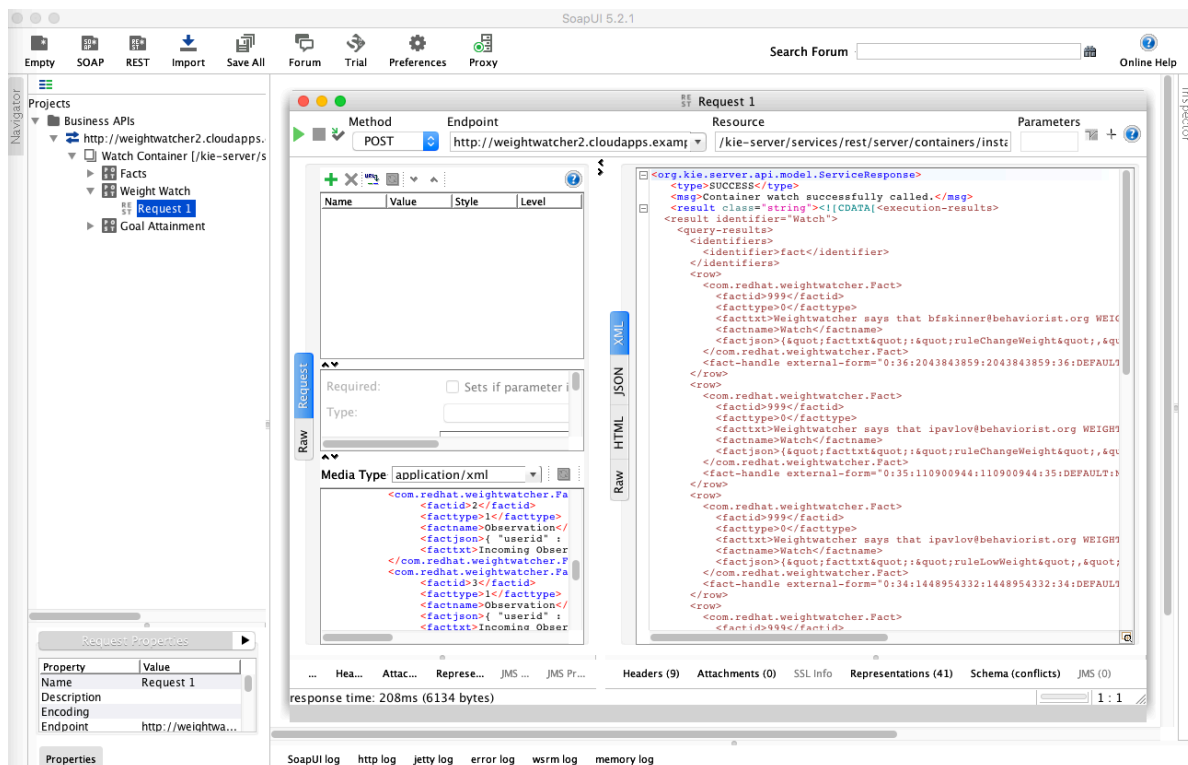 SoapUI 5.2.1
Empty SOAP REST Import Save All Forum Trial Preferences Proxy Search Forum Online Help
Navigator
Projects
Business APIs
http://weightwatcher2.cloudapps.
Watch Container [/kie-server/s
Facts
Weight Watch
Request 1
Goal Attainment
Request Properties
Property Value
Name Request 1
Description
Encoding
Endpoint http://weightwa...
Properties
Request 1
Method Endpoint Resource Parameters
POST http://weightwatcher2.cloudapps.examp /kie-server/services/rest/server/containers/insta
Request
Raw
Name Value Style Level
Required: Sets if parameter i
Type:
Media Type application/xml
<com.redhat.weightwatcher.Fa
<factid>2</factid>
<facttype>1</facttype>
<factname>Observation</
<factjson>{ "userid" :
<facttxt>Incoming Obser
</com.redhat.weightwatcher.F
<com.redhat.weightwatcher.Fa
<factid>3</factid>
<facttype>1</facttype>
<factname>Observation</
<factjson>{ "userid" :
<facttxt>Incoming Obser
XML
JSON
HTML
Raw
<org.kie.server.api.model.ServiceResponse>
<type>SUCCESS</type>
<msg>Container watch successfully called.</msg>
<result class="string"><![CDATA[<execution-results>
<result identifier="Watch">
<query-results>
<identifiers>
<identifier>fact</identifier>
</identifiers>
<row>
<com.redhat.weightwatcher.Fact>
<factid>999</factid>
<facttype>0</facttype>
<facttxt>Weightwatcher says that bfskinner@behaviorist.org WEIG
<factname>Watch</factname>
<factjson>{&quot;facttxt&quot;:&quot;ruleChangeWeight&quot;,&qu
</com.redhat.weightwatcher.Fact>
<fact-handle external-form="0:36:2043843859:2043843859:36:DEFAULT
</row>
<row>
<com.redhat.weightwatcher.Fact>
<factid>999</factid>
<facttype>0</facttype>
<facttxt>Weightwatcher says that ipavlov@behaviorist.org WEIGHT
<factname>Watch</factname>
<factjson>{&quot;facttxt&quot;:&quot;ruleChangeWeight&quot;,&qu
</com.redhat.weightwatcher.Fact>
<fact-handle external-form="0:35:110900944:110900944:35:DEFAULT:N
</row>
<row>
<com.redhat.weightwatcher.Fact>
<factid>999</factid>
<facttype>0</facttype>
<facttxt>Weightwatcher says that ipavlov@behaviorist.org WEIGHT
<factname>Watch</factname>
<factjson>{&quot;facttxt&quot;:&quot;ruleLowWeight&quot;,&quot;
</com.redhat.weightwatcher.Fact>
<fact-handle external-form="0:34:1448954332:1448954332:34:DEFAULT
</row>
<row>
<com.redhat.weightwatcher.Fact>
<factid>999</factid>
... Hea... Attac... Represe... JMS ... JMS Pr...
Headers (9) Attachments (0) SSL Info Representations (41) Schema (conflicts) JMS (0)
response time: 208ms (6134 bytes) 1 : 1
SoapUI log http log jetty log error log wsrm log memory log
Inspector